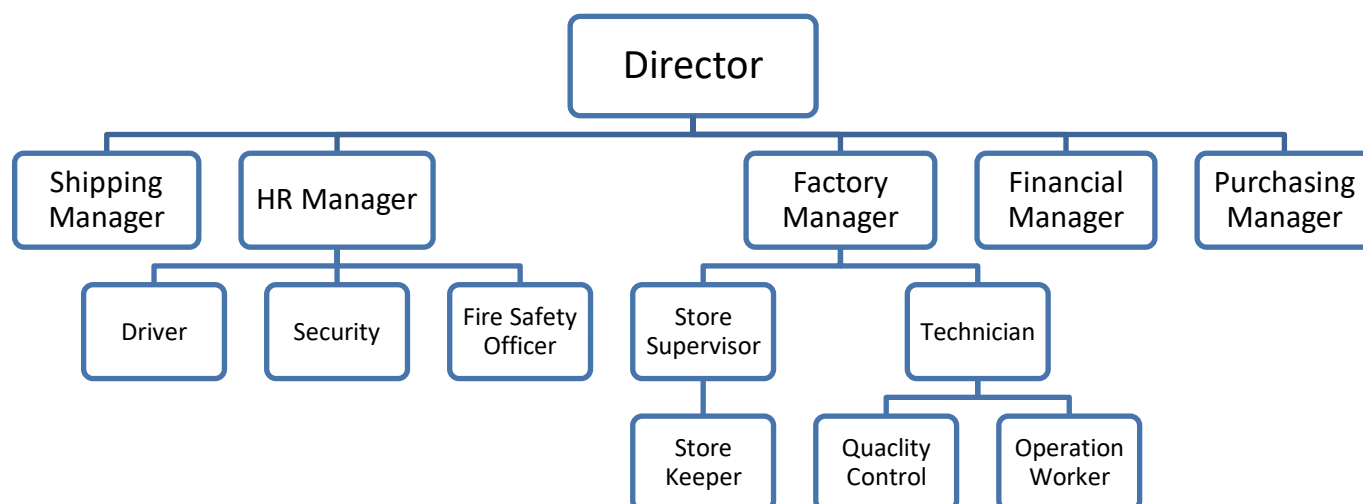 Director
Shipping
Manager
HR Manager
Factory
Manager
Financial
Manager
Purchasing
Manager
Driver
Security
Fire Safety
Officer
Store
Supervisor
Technician
Store
Keeper
Quaclity
Control
Operation
Worker